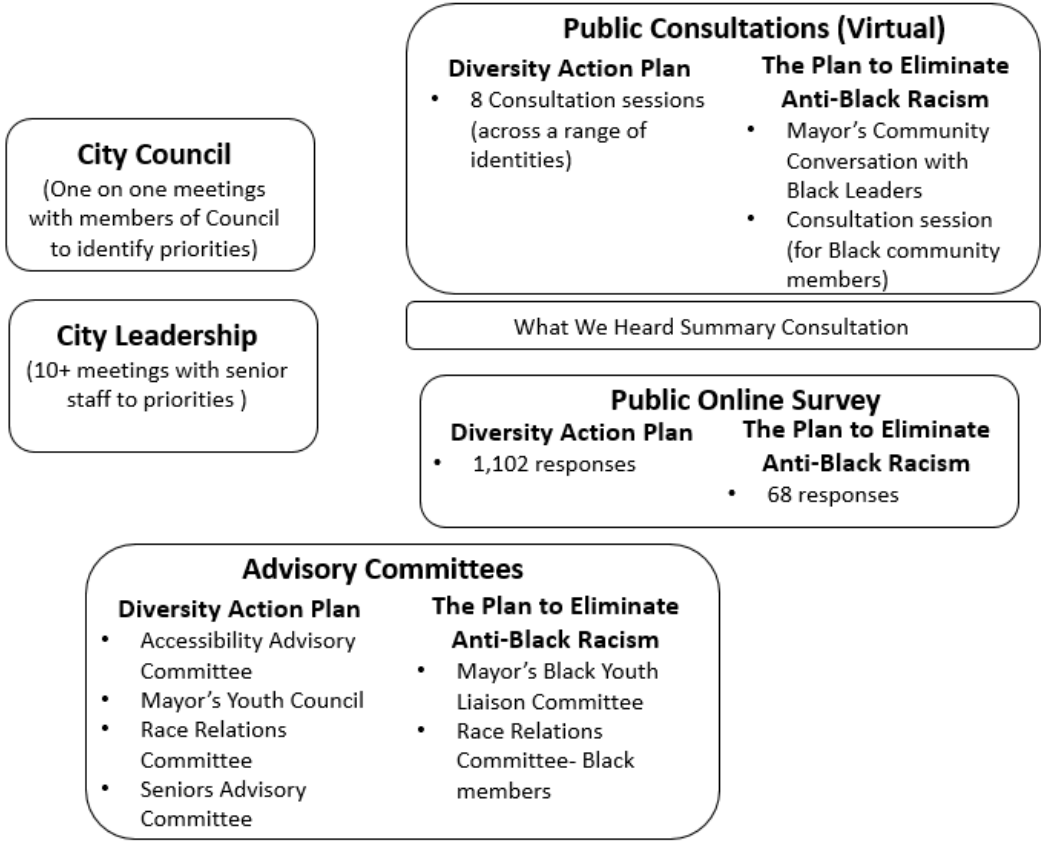 City Council
(One on one meetings
with members of Council
to identify priorities)
City Leadership
(10+ meetings with senior
staff to priorities )
Public Consultations (Virtual)
Diversity Action Plan
• 8 Consultation sessions
(across a range of
identities)
The Plan to Eliminate
Anti-Black Racism
• Mayor’s Community
Conversation with
Black Leaders
• Consultation session
(for Black community
members)
What We Heard Summary Consultation
Public Online Survey
Diversity Action Plan
• 1,102 responses
The Plan to Eliminate
Anti-Black Racism
• 68 responses
Advisory Committees
Diversity Action Plan
• Accessibility Advisory
Committee
• Mayor’s Youth Council
• Race Relations
Committee
• Seniors Advisory
Committee
The Plan to Eliminate
Anti-Black Racism
• Mayor’s Black Youth
Liaison Committee
• Race Relations
Committee- Black
members